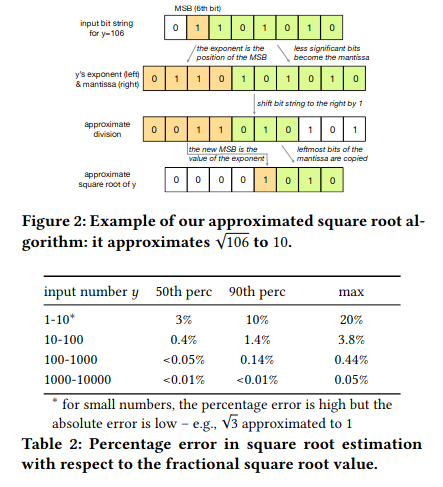 MSB (6th bit)
input bit string
for y=106
0 1 1 0 1 0 1 0
the exponent is the
position of the MSB
less significant bits
become the mantissa
y's exponent (left)
& mantissa (right)
0 1 1 0 1 0 1 0 1 0
shift bit string to the right by 1
approximate
division
0 0 1 1 0 1 0 1 0 1
the new MSB is the
value of the exponent
leftmost bits of the
mantissa are copied
approximate
square root of y
0 0 0 0 1 0 1 0
Figure 2: Example of our approximated square root al-
gorithm: it approximates √106 to 10.
input number y 50th perc 90th perc max
1-10* 3% 10% 20%
10-100 0.4% 1.4% 3.8%
100-1000 <0.05% 0.14% 0.44%
1000-10000 <0.01% <0.01% 0.05%
* for small numbers, the percentage error is high but the
absolute error is low – e.g., √3 approximated to 1
Table 2: Percentage error in square root estimation
with respect to the fractional square root value.